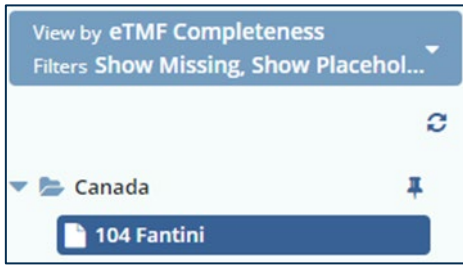 View by eTMF Completeness
Filters Show Missing, Show Placehol...
Canada
104 Fantini